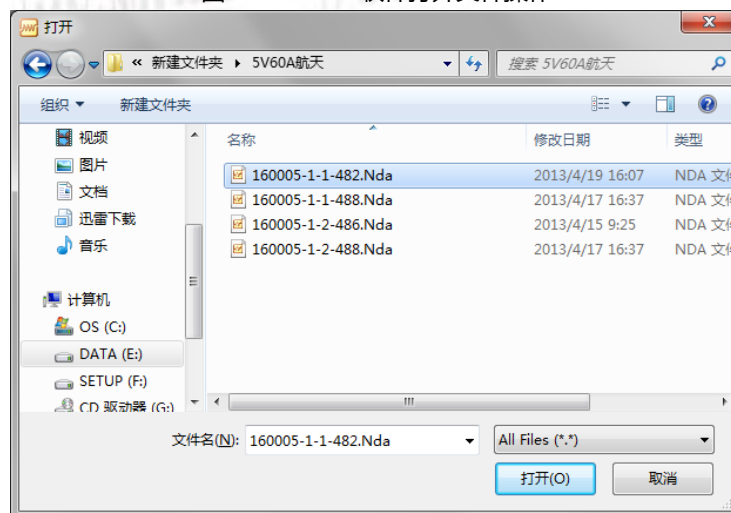 打开
« 新建文件夹 ▸ 5V60A航天
搜索 5V60A航天
组织
新建文件夹
视频
图片
文档
迅雷下载
音乐
计算机
OS (C:)
DATA (E:)
SETUP (F:)
CD 驱动器 (G:)
名称 修改日期 类型
160005-1-1-482.Nda 2013/4/19 16:07 NDA 文
160005-1-1-488.Nda 2013/4/17 16:37 NDA 文
160005-1-2-486.Nda 2013/4/15 9:25 NDA 文
160005-1-2-488.Nda 2013/4/17 16:37 NDA 文
文件名(N): 160005-1-1-482.Nda
All Files (*.*)
打开(O) 取消